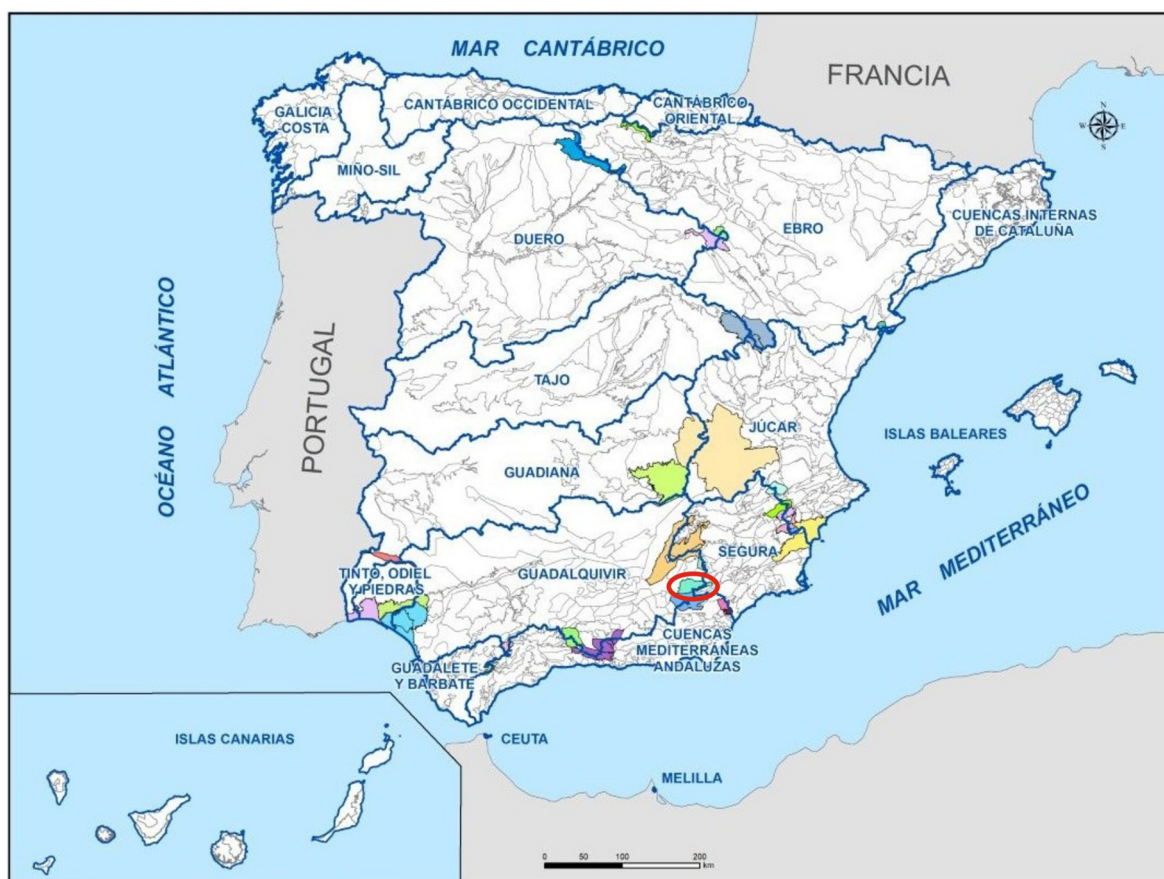 MAR CANTÁBRICO
FRANCIA
N
W E
S
GALICIA
COSTA
CANTÁBRICO OCCIDENTAL
CANTÁBRICO
ORIENTAL
MIÑO-SIL
DUERO
EBRO
CUENCAS INTERNAS
DE CATALUÑA
OCÉANO ATLÁNTICO
PORTUGAL
TAJO
JÚCAR
ISLAS BALEARES
GUADIANA
MAR MEDITERRÁNEO
SEGURA
TINTO, ODIEL
Y PIEDRAS
GUADALQUIVIR
CUENCAS
MEDITERRÁNEAS
ANDALUZAS
GUADALETE
Y BARBATE
ISLAS CANARIAS
CEUTA
MELILLA
0 50 100 200
km